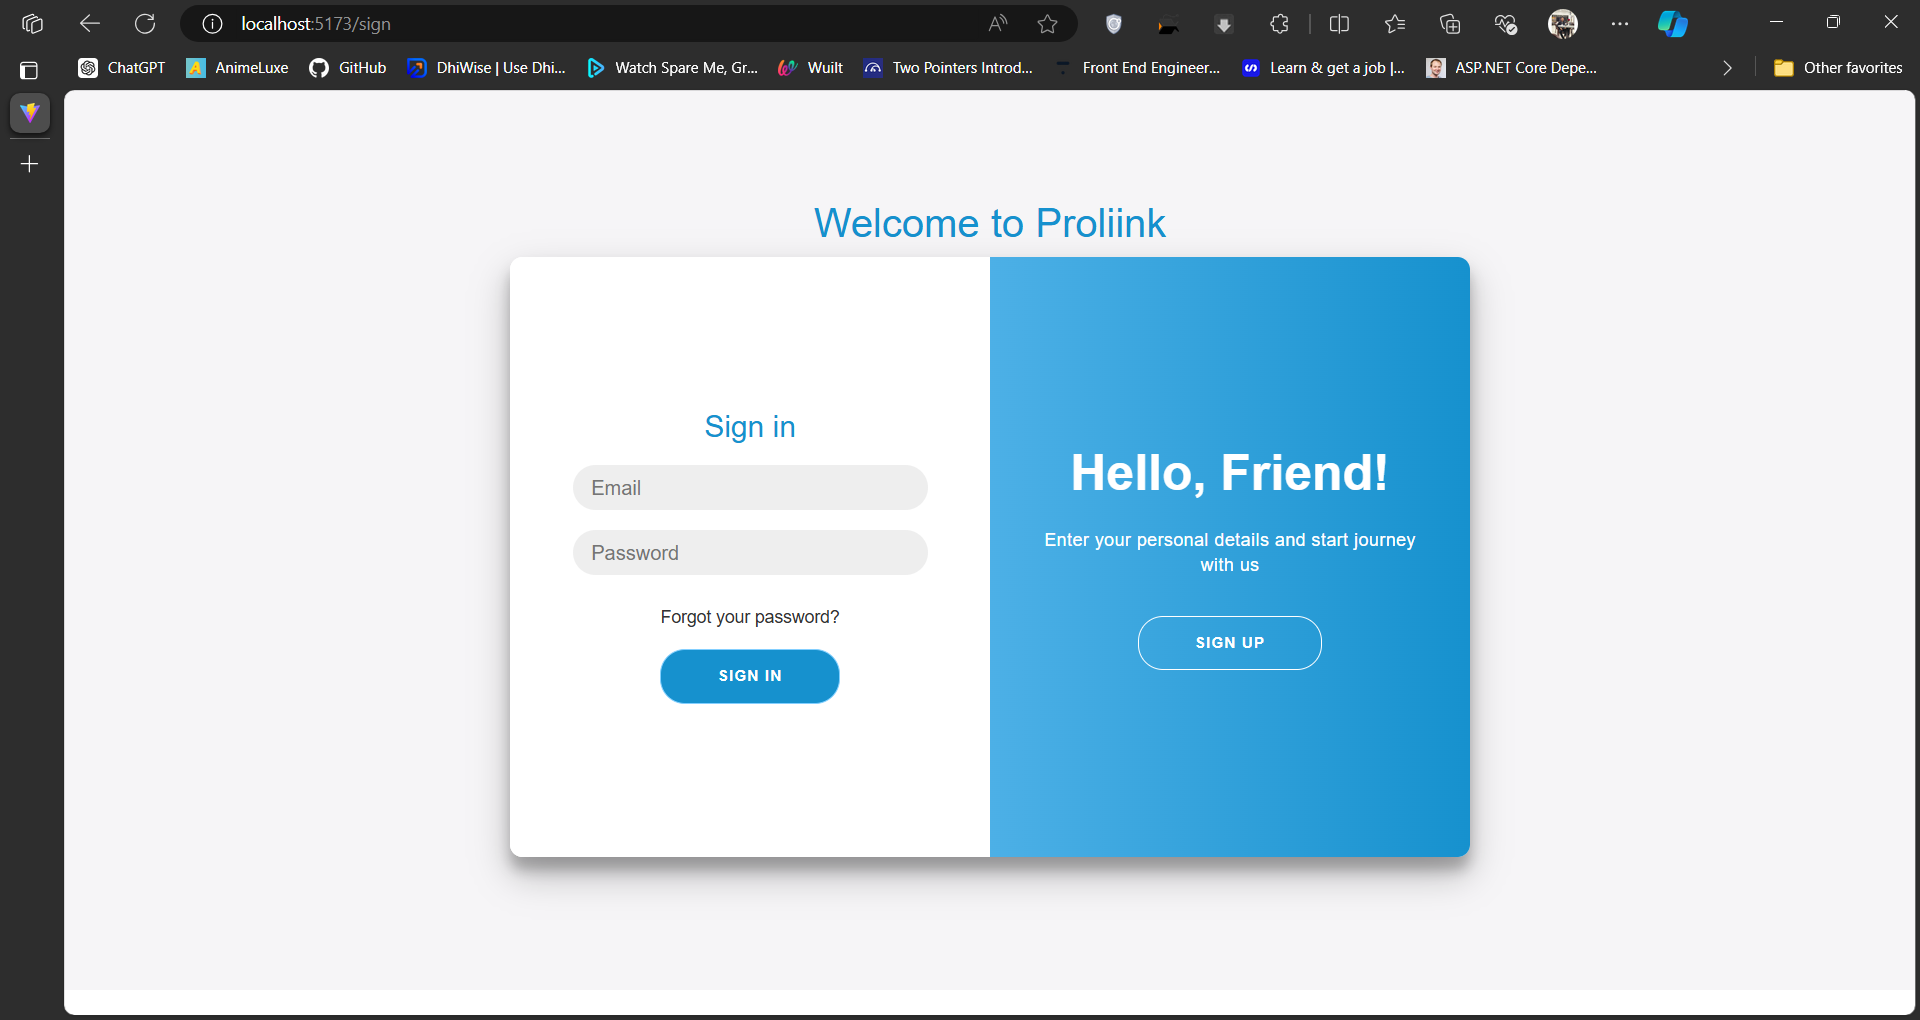 localhost:5173/sign
ChatGPT AnimeLuxe GitHub DhiWise | Use Dhi... Watch Spare Me, Gr... Wuilt Two Pointers Introd... Front End Engineer... Learn & get a job |... ASP.NET Core Depe... Other favorites
Welcome to Proliink
Sign in
Email
Password
Forgot your password?
SIGN IN
Hello, Friend!
Enter your personal details and start journey
with us
SIGN UP